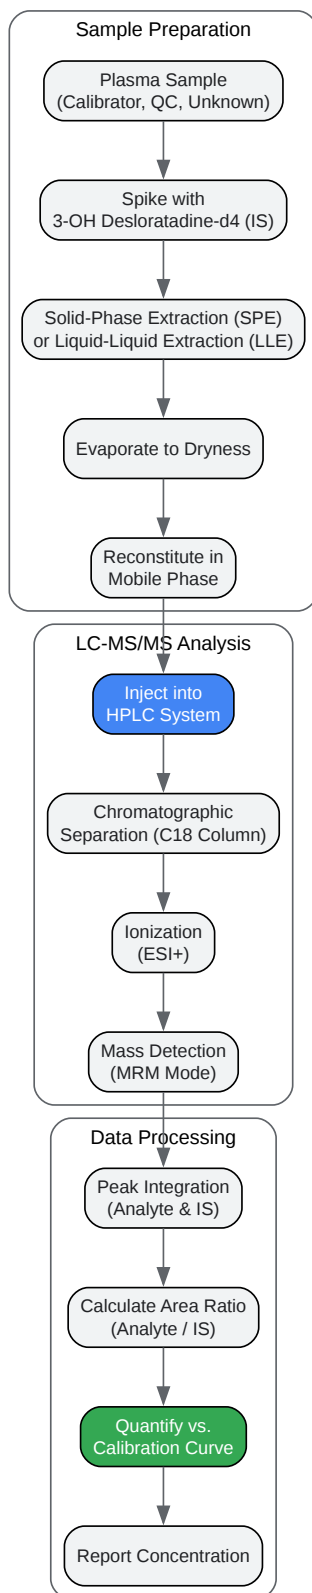 Sample Preparation
Plasma Sample
(Calibrator, QC, Unknown)
Spike with
3-OH Desloratadine-d4 (IS)
Solid-Phase Extraction (SPE)
or Liquid-Liquid Extraction (LLE)
Evaporate to Dryness
Reconstitute in
Mobile Phase
LC-MS/MS Analysis
Inject into
HPLC System
Chromatographic
Separation (C18 Column)
Ionization
(ESI+)
Mass Detection
(MRM Mode)
Data Processing
Peak Integration
(Analyte & IS)
Calculate Area Ratio
(Analyte / IS)
Quantify vs.
Calibration Curve
Report Concentration